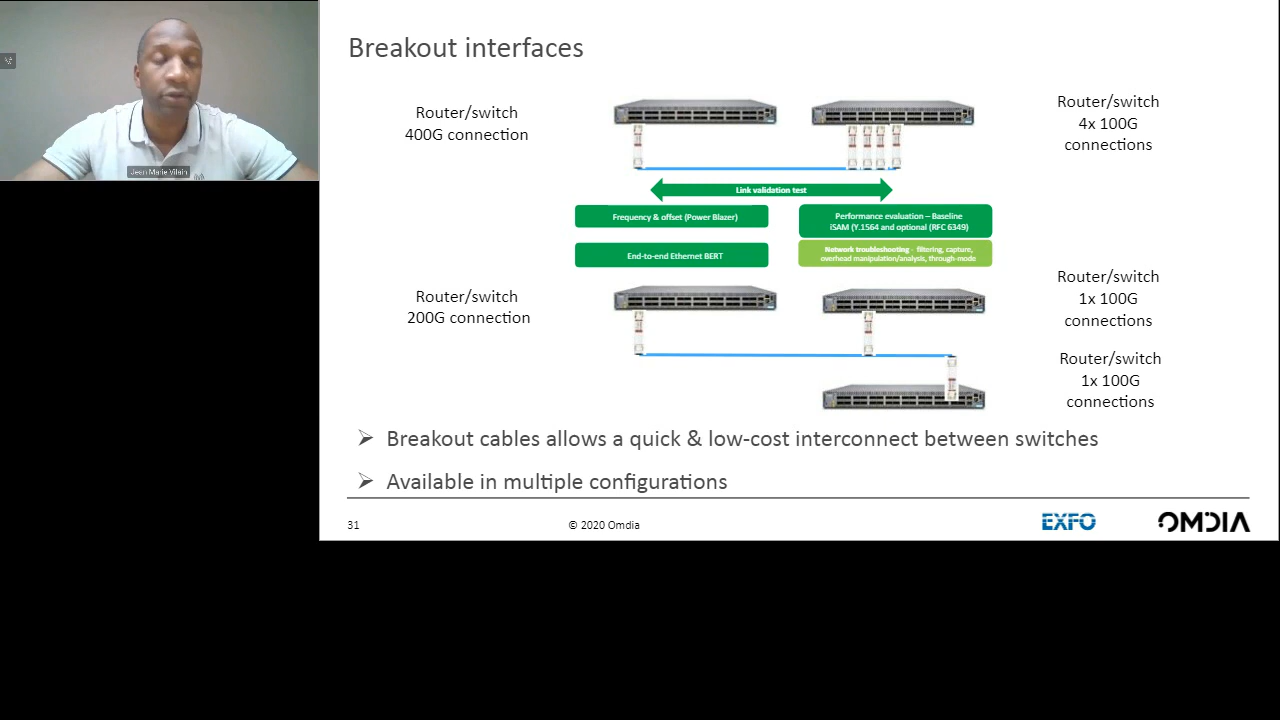 Jean Marie Vilain
Breakout interfaces
Router/switch
400G connection
Router/switch
4x 100G
connections
Link validation test
Frequency & offset (Power Blazer)
Performance evaluation – Baseline
iSAM (Y.1564 and optional (RFC 6349)
End-to-end Ethernet BERT
Network troubleshooting - filtering, capture,
overhead manipulation/analysis, through-mode
Router/switch
200G connection
Router/switch
1x 100G
connections
Router/switch
1x 100G
connections
Breakout cables allows a quick & low-cost interconnect between switches
Available in multiple configurations
31
© 2020 Omdia
EXFO
OMDIA